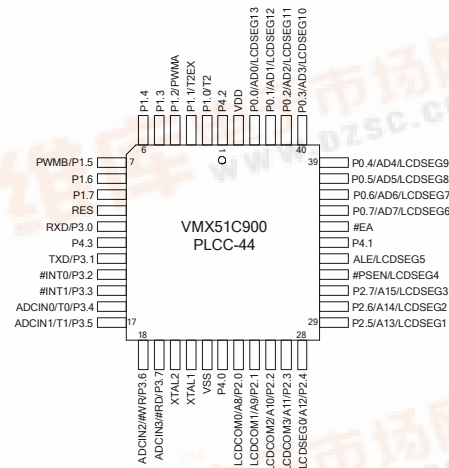 P1.4
P1.3
P1.2/PWMA
P1.1/T2EX
P1.0/T2
P4.2
VDD
P0.0/AD0/LCDSEG13
P0.1/AD1/LCDSEG12
P0.2/AD2/LCDSEG11
P0.3/AD3/LCDSEG10
6
1
40
7
39
PWMB/P1.5
P1.6
P1.7
RES
RXD/P3.0
P4.3
TXD/P3.1
#INT0/P3.2
#INT1/P3.3
ADCIN0/T0/P3.4
ADCIN1/T1/P3.5
VMX51C900
PLCC-44
P0.4/AD4/LCDSEG9
P0.5/AD5/LCDSEG8
P0.6/AD6/LCDSEG7
P0.7/AD7/LCDSEG6
#EA
P4.1
ALE/LCDSEG5
#PSEN/LCDSEG4
P2.7/A15/LCDSEG3
P2.6/A14/LCDSEG2
P2.5/A13/LCDSEG1
17
29
18
28
ADCIN2/#WR/P3.6
ADCIN3/#RD/P3.7
XTAL2
XTAL1
VSS
P4.0
LCDCOM0/A8/P2.0
LCDCOM1/A9/P2.1
LCDCOM2/A10/P2.2
LCDCOM3/A11/P2.3
LCDSEG0/A12/P2.4